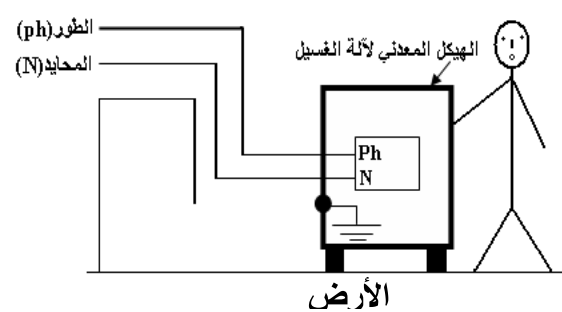 الطور(ph)
المحايد(N)
الهيكل المعدني لآلة الغسيل
Ph
N
الأرض